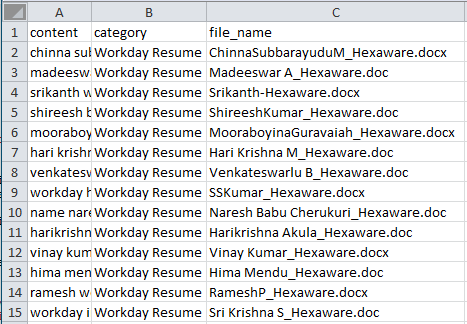 A B C
1 content category file_name
2 chinna sub Workday Resume ChinnaSubbarayuduM_Hexaware.docx
3 madeesw Workday Resume Madeeswar A_Hexaware.doc
4 srikanth w Workday Resume Srikanth-Hexaware.docx
5 shireesh b Workday Resume ShireeshKumar_Hexaware.doc
6 mooraboy Workday Resume MooraboyinaGuravaiah_Hexaware.docx
7 hari krishn Workday Resume Hari Krishna M_Hexaware.doc
8 venkatesw Workday Resume Venkateswarlu B_Hexaware.doc
9 workday h Workday Resume SSKumar_Hexaware.docx
10 name nare Workday Resume Naresh Babu Cherukuri_Hexaware.doc
11 harikrishn Workday Resume Harikrishna Akula_Hexaware.doc
12 vinay kum Workday Resume Vinay Kumar_Hexaware.docx
13 hima men Workday Resume Hima Mendu_Hexaware.doc
14 ramesh w Workday Resume RameshP_Hexaware.docx
15 workday i Workday Resume Sri Krishna S_Hexaware.doc